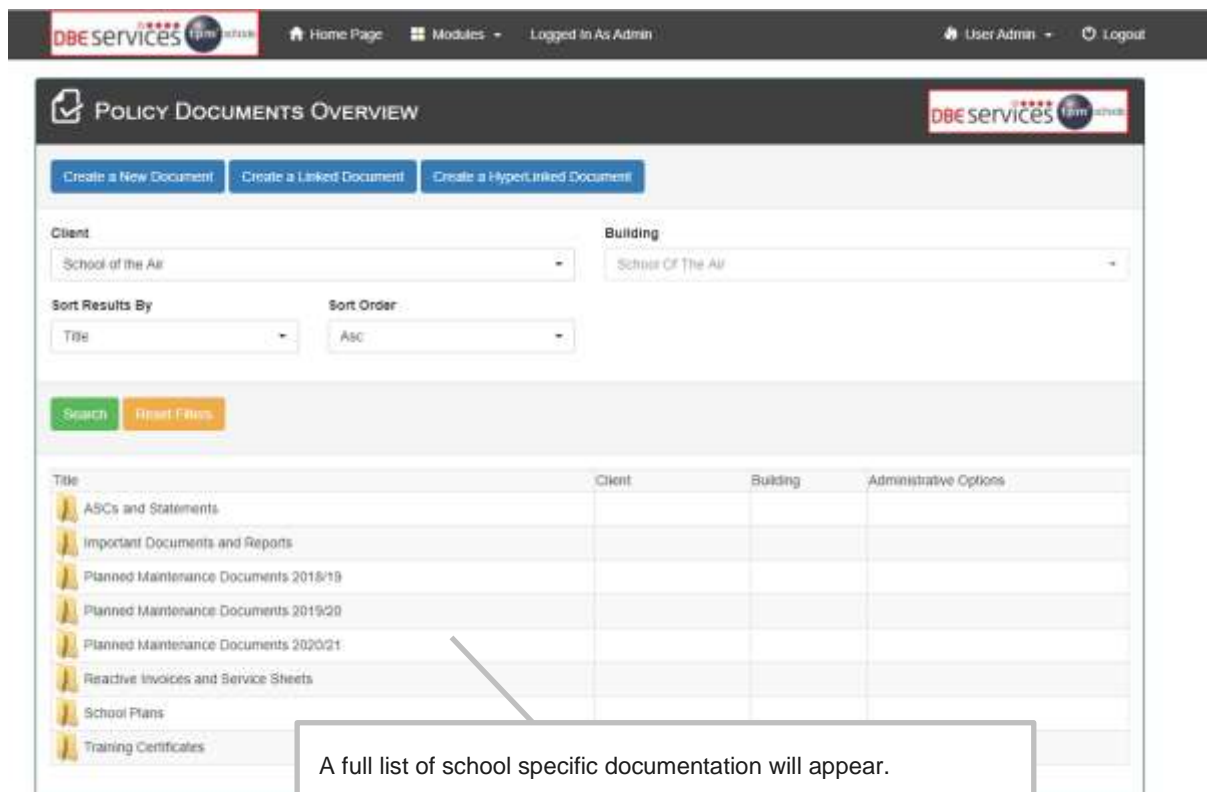 DBE services tpm schools Home Page Modules Logged In As Admin User Admin Logout
POLICY DOCUMENTS OVERVIEW DBE services tpm schools
Create a New Document Create a Linked Document Create a HyperLinked Document
Client Building
School of the Air School Of The Air
Sort Results By Sort Order
Title Asc
Search Reset Filters
Title Client Building Administrative Options
ASCs and Statements
Important Documents and Reports
Planned Maintenance Documents 2018/19
Planned Maintenance Documents 2019/20
Planned Maintenance Documents 2020/21
Reactive Invoices and Service Sheets
School Plans
Training Certificates
A full list of school specific documentation will appear.